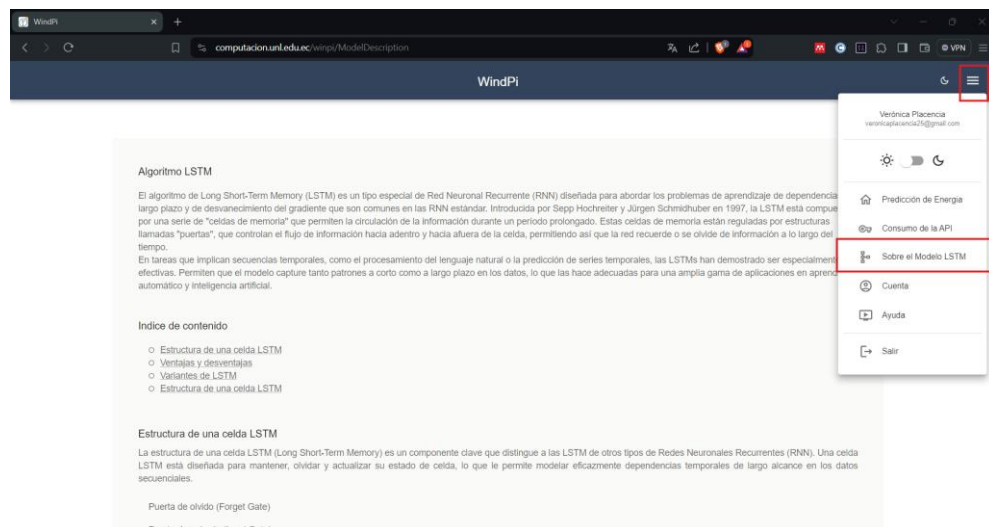 WindPi
computacion.unl.edu.ec/winpi/ModelDescription
VPN
WindPi
Verónica Placencia
veronicaplacencia25@gmail.com
Predicción de Energia
Consumo de la API
Sobre el Modelo LSTM
Cuenta
Ayuda
Salir
Algoritmo LSTM
El algoritmo de Long Short-Term Memory (LSTM) es un tipo especial de Red Neuronal Recurrente (RNN) diseñada para abordar los problemas de aprendizaje de dependencia
largo plazo y de desvanecimiento del gradiente que son comunes en las RNN estándar. Introducida por Sepp Hochreiter y Jürgen Schmidhuber en 1997, la LSTM está compue
por una serie de "celdas de memoria" que permiten la circulación de la información durante un período prolongado. Estas celdas de memoria están reguladas por estructuras
llamadas "puertas", que controlan el flujo de información hacia adentro y hacia afuera de la celda, permitiendo así que la red recuerde o se olvide de información a lo largo del
tiempo.
En tareas que implican secuencias temporales, como el procesamiento del lenguaje natural o la predicción de series temporales, las LSTMs han demostrado ser especialment
efectivas. Permiten que el modelo capture tanto patrones a corto como a largo plazo en los datos, lo que las hace adecuadas para una amplia gama de aplicaciones en aprend
automático y inteligencia artificial.
Indice de contenido
Estructura de una celda LSTM
Ventajas y desventajas
Variantes de LSTM
Estructura de una celda LSTM
Estructura de una celda LSTM
La estructura de una celda LSTM (Long Short-Term Memory) es un componente clave que distingue a las LSTM de otros tipos de Redes Neuronales Recurrentes (RNN). Una celda
LSTM está diseñada para mantener, olvidar y actualizar su estado de celda, lo que le permite modelar eficazmente dependencias temporales de largo alcance en los datos
secuenciales.
Puerta de olvido (Forget Gate)